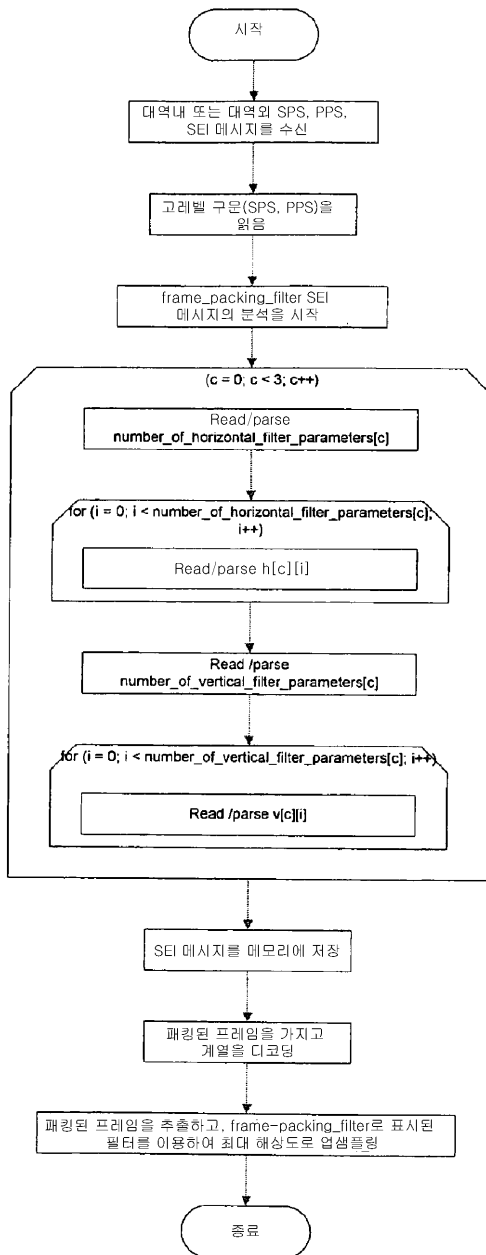 시작
대역내 또는 대역외 SPS, PPS,
SEI 메시지를 수신
고레벨 구문(SPS, PPS)을
읽음
frame_packing_filter SEI
메시지의 분석을 시작
(c = 0; c < 3; c++)
Read/parse
number_of_horizontal_filter_parameters[c]
for (i = 0; i < number_of_horizontal_filter_parameters[c];
i++)
Read/parse h[c][i]
Read /parse
number_of_vertical_filter_parameters[c]
for (i = 0; i < number_of_vertical_filter_parameters[c]; i++)
Read /parse v[c][i]
SEI 메시지를 메모리에 저장
패킹된 프레임을 가지고
계열을 디코딩
패킹된 프레임을 추출하고, frame-packing_filter로 표시된
필터를 이용하여 최대 해상도로 업샘플링
종료